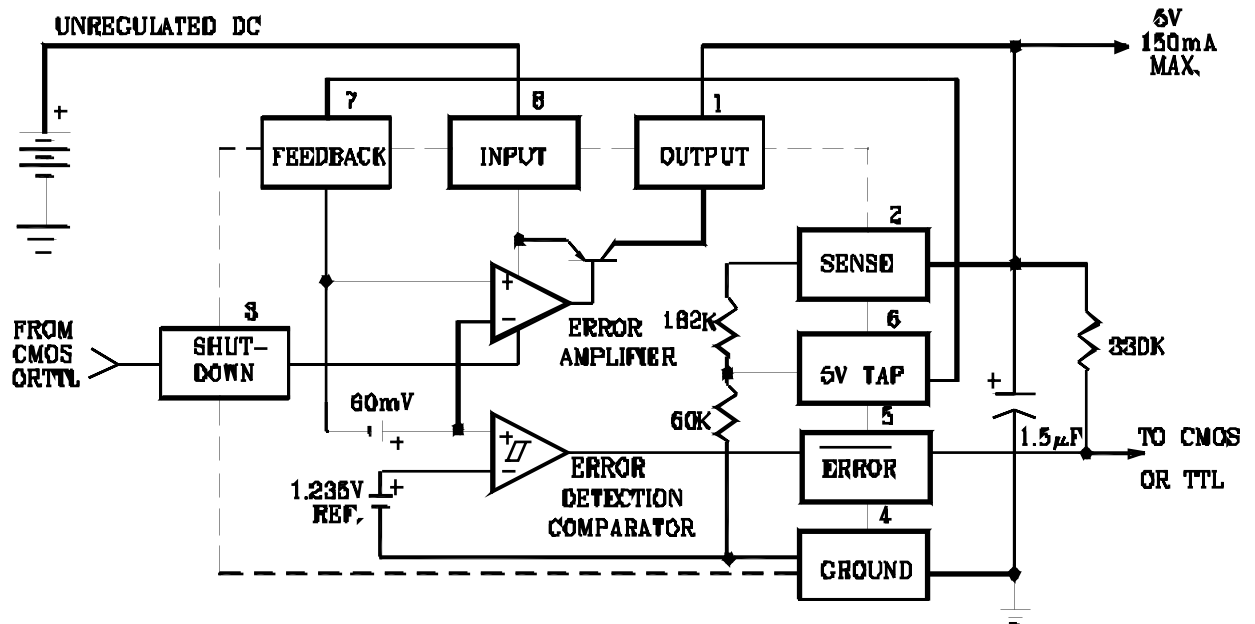 UNREGULATED DC
5V
150mA
MAX.
+
7
8
1
FEEDBACK
INPUT
OUTPUT
2
SENSE
+
−
3
FROM
CMOS
ORTTL
SHUT-
DOWN
ERROR
AMPLIFIER
182K
6
5V TAP
330K
60mV
+
60K
+
5
+
−
1.5µF
TO CMOS
OR TTL
ERROR
1.235V
REF.
+
ERROR
DETECTION
COMPARATOR
4
GROUND